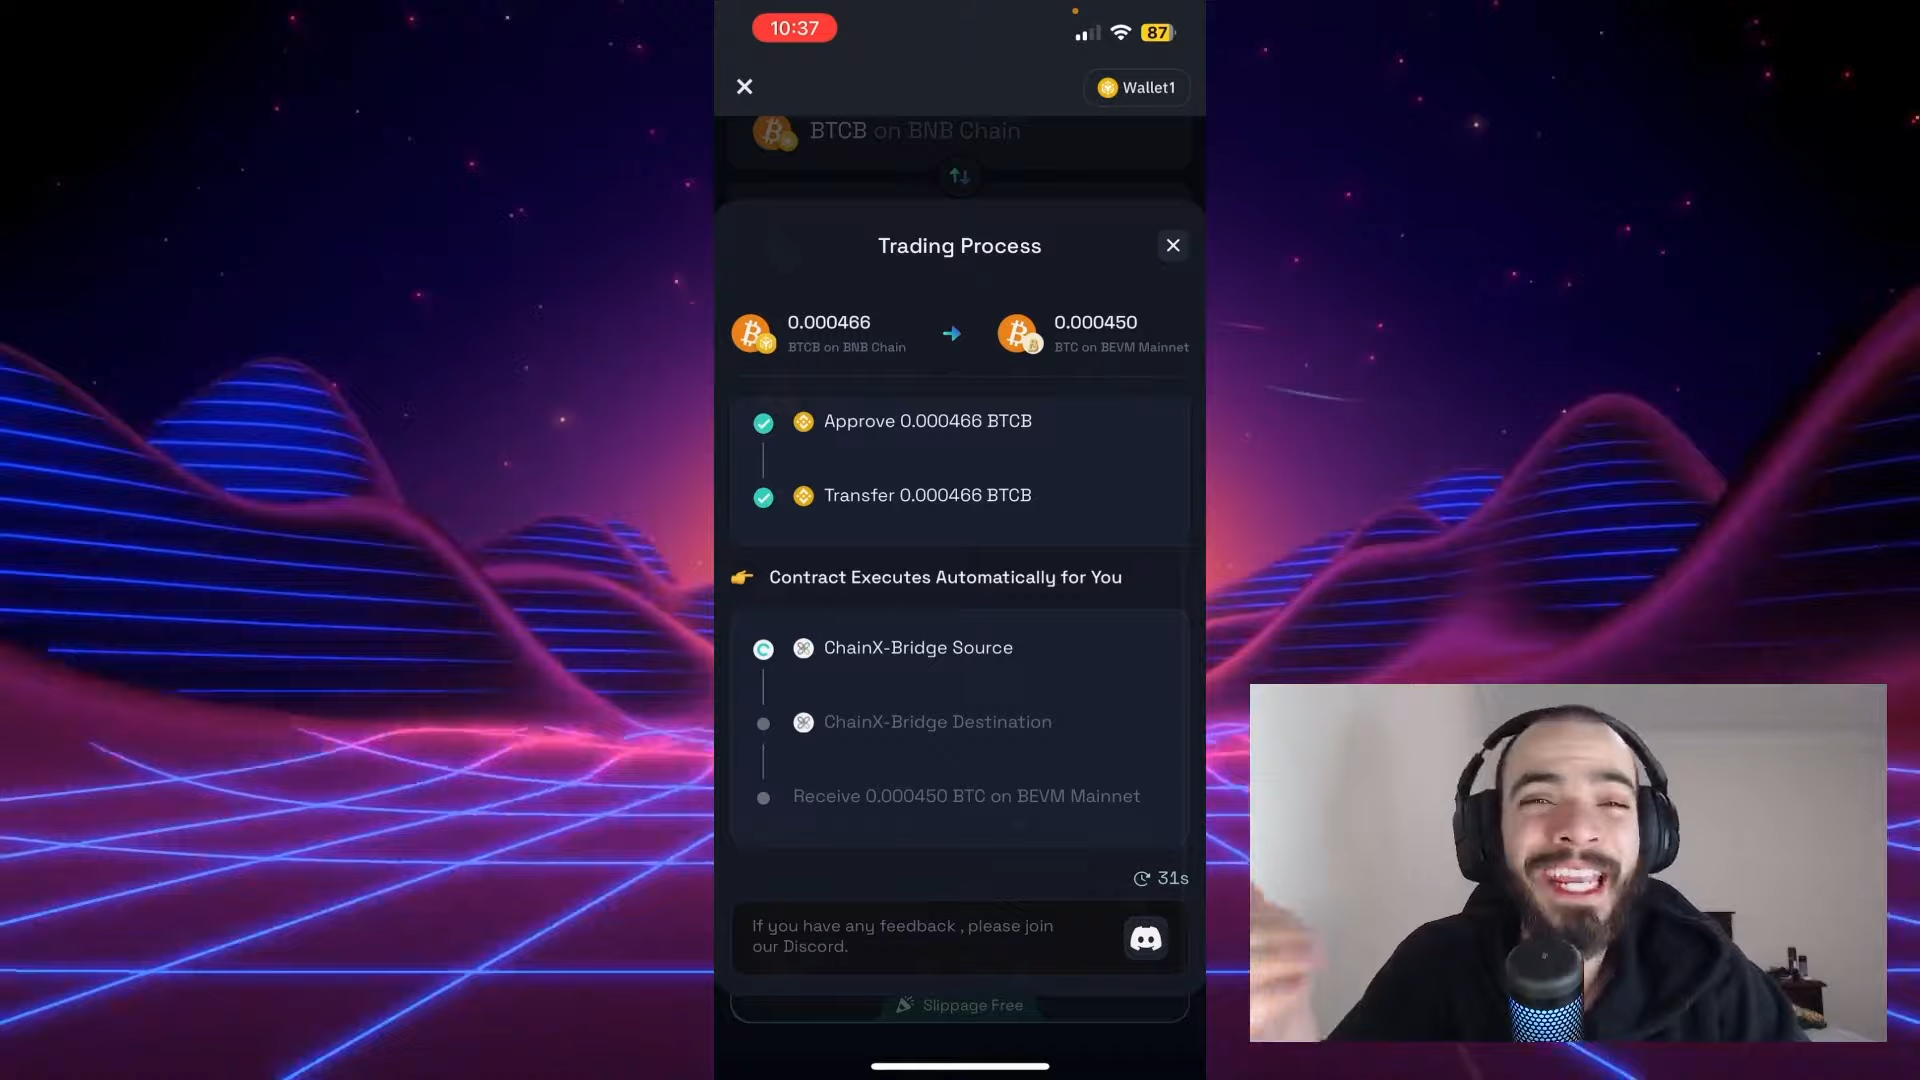 10:37
87
Wallet1
BTCB on BNB Chain
Trading Process
0.000466
BTCB on BNB Chain
0.000450
BTC on BEVM Mainnet
Approve 0.000466 BTCB
Transfer 0.000466 BTCB
Contract Executes Automatically for You
ChainX-Bridge Source
ChainX-Bridge Destination
Receive 0.000450 BTC on BEVM Mainnet
31s
If you have any feedback , please join
our Discord.
Slippage Free